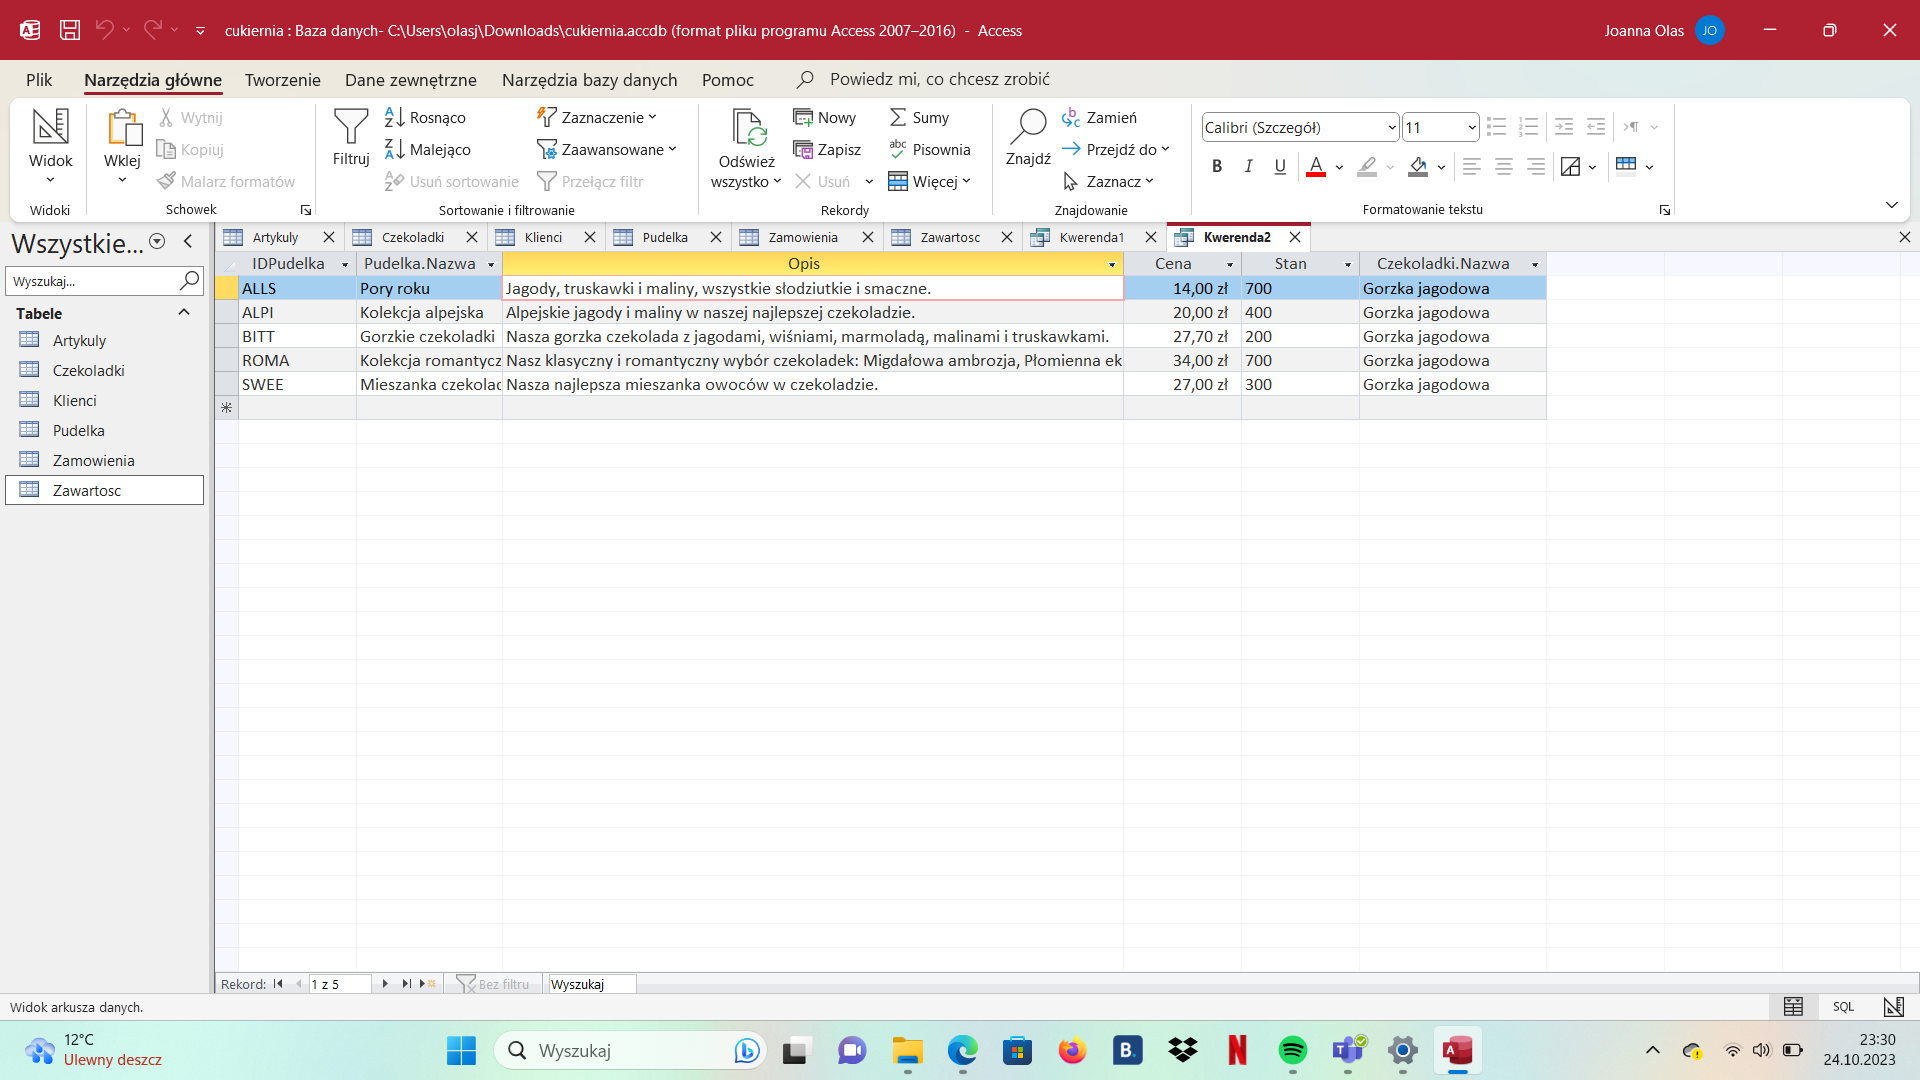 cukiernia : Baza danych- C:\Users\olasj\Downloads\cukiernia.accdb (format pliku programu Access 2007–2016) - Access
Joanna Olas JO
Plik Narzędzia główne Tworzenie Dane zewnętrzne Narzędzia bazy danych Pomoc Powiedz mi, co chcesz zrobić
Widok
Widoki
Wklej
Wytnij
Kopiuj
Malarz formatów
Schowek
Filtruj
Rosnąco
Malejąco
Usuń sortowanie
Zaznaczenie
Zaawansowane
Przełącz filtr
Sortowanie i filtrowanie
Odśwież
wszystko
Nowy
Zapisz
Usuń
Sumy
Pisownia
Więcej
Rekordy
Znajdź
Zamień
Przejdź do
Zaznacz
Znajdowanie
Calibri (Szczegół) 11
B I U A
Formatowanie tekstu
Wszystkie...
Wyszukaj...
Tabele
Artykuly
Czekoladki
Klienci
Pudelka
Zamowienia
Zawartosc
Artykuly Czekoladki Klienci Pudelka Zamowienia Zawartosc Kwerenda1 Kwerenda2
IDPudelka Pudelka.Nazwa Opis Cena Stan Czekoladki.Nazwa
ALLS Pory roku Jagody, truskawki i maliny, wszystkie słodziutkie i smaczne. 14,00 zł 700 Gorzka jagodowa
ALPI Kolekcja alpejska Alpejskie jagody i maliny w naszej najlepszej czekoladzie. 20,00 zł 400 Gorzka jagodowa
BITT Gorzkie czekoladki Nasza gorzka czekolada z jagodami, wiśniami, marmoladą, malinami i truskawkami. 27,70 zł 200 Gorzka jagodowa
ROMA Kolekcja romantycz Nasz klasyczny i romantyczny wybór czekoladek: Migdałowa ambrozja, Płomienna ek 34,00 zł 700 Gorzka jagodowa
SWEE Mieszanka czekolad Nasza najlepsza mieszanka owoców w czekoladzie. 27,00 zł 300 Gorzka jagodowa
Rekord: 1 z 5 Bez filtru Wyszukaj
Widok arkusza danych.
SQL
12°C
Ulewny deszcz
Wyszukaj
23:30
24.10.2023